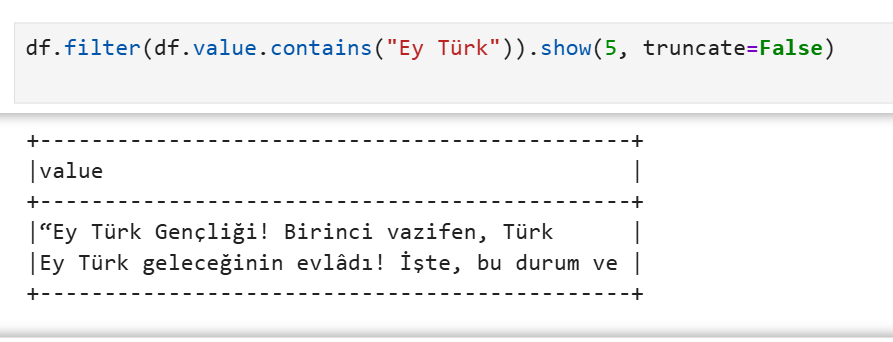 df.filter(df.value.contains("Ey Türk")).show(5, truncate=False)
+----------------------------------------------+
|value                                         |
+----------------------------------------------+
|“Ey Türk Gençliği! Birinci vazifen, Türk      |
|Ey Türk geleceğinin evlâdı! İşte, bu durum ve |
+----------------------------------------------+